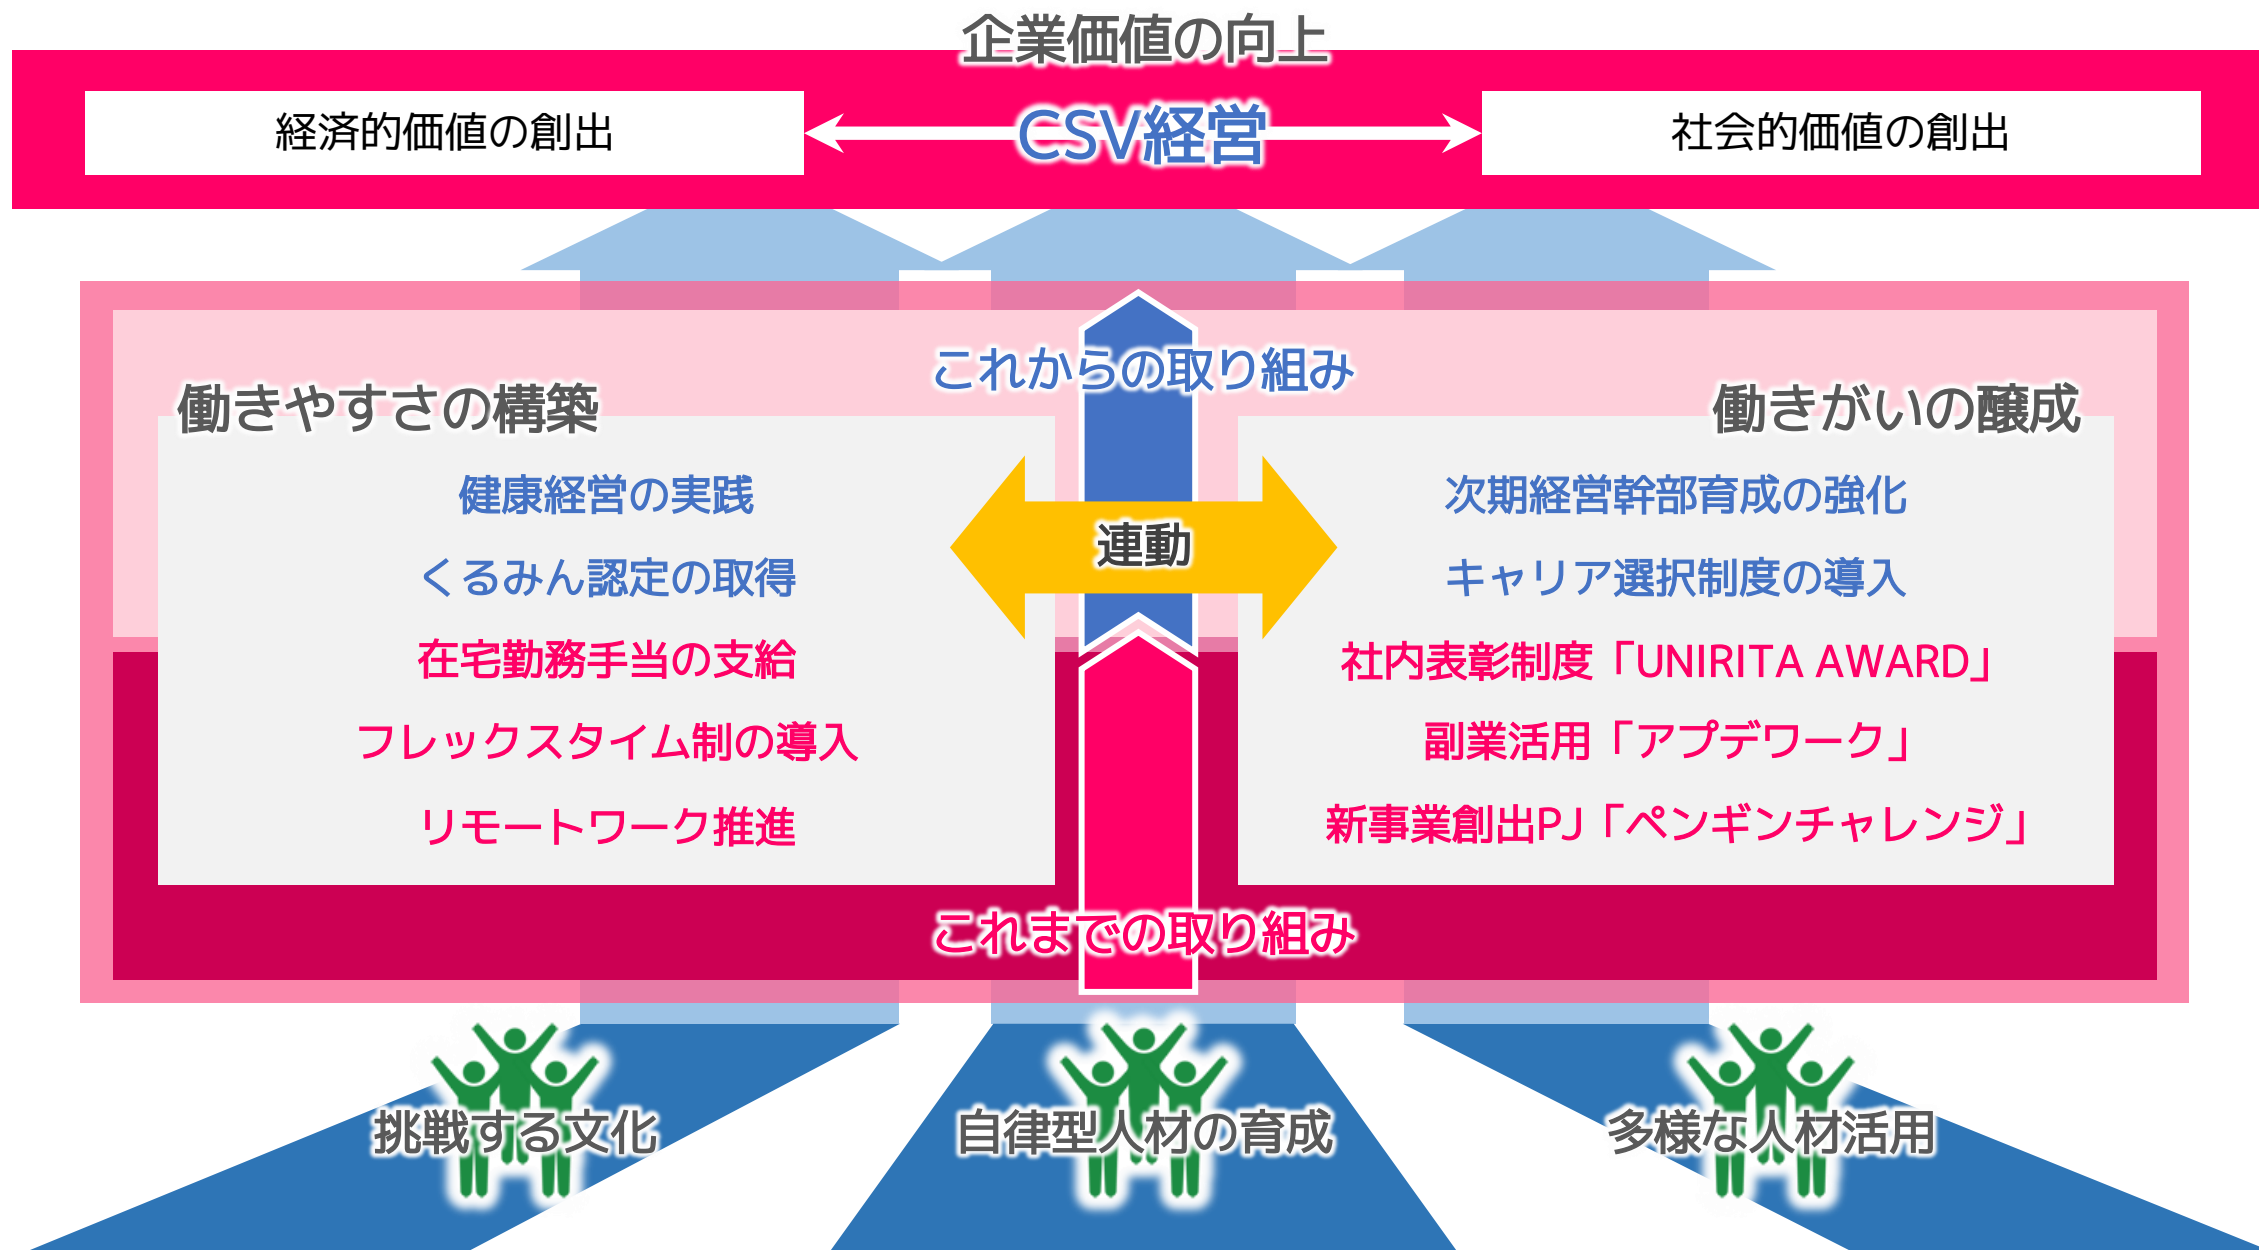 企業価値の向上
経済的価値の創出
CSV経営
社会的価値の創出
これからの取り組み
働きやすさの構築
健康経営の実践
くるみん認定の取得
在宅勤務手当の支給
フレックスタイム制の導入
リモートワーク推進
連動
働きがいの醸成
次期経営幹部育成の強化
キャリア選択制度の導入
社内表彰制度「UNIRITA AWARD」
副業活用「アプデワーク」
新事業創出PJ「ペンギンチャレンジ」
これまでの取り組み
挑戦する文化
自律型人材の育成
多様な人材活用